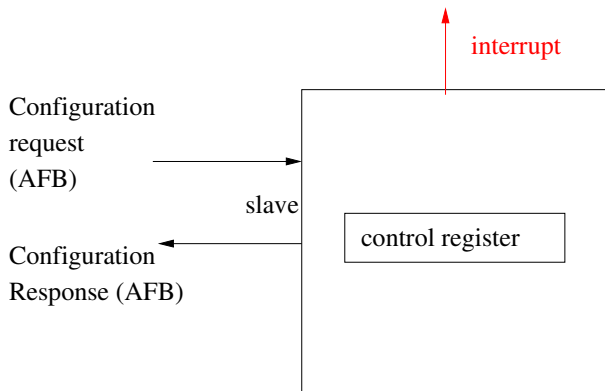 interrupt
Configuration
request
(AFB)
slave
control register
Configuration
Response (AFB)